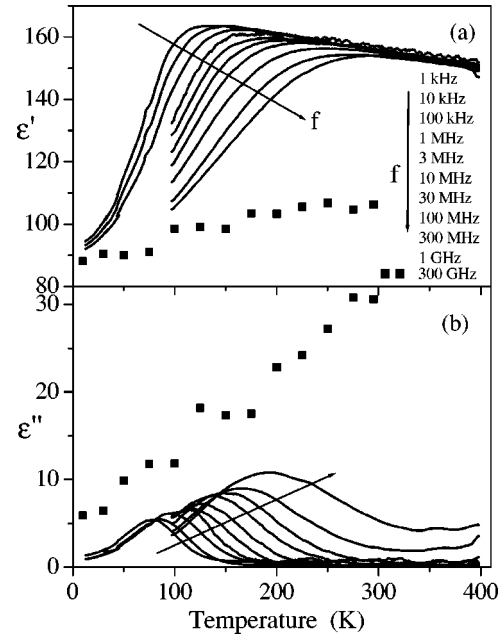 160
140
120
100
80
ε'
(a)
f
1 kHz
10 kHz
100 kHz
1 MHz
3 MHz
10 MHz
30 MHz
100 MHz
300 MHz
1 GHz
300 GHz
f
30
20
10
0
ε''
(b)
0 100 200 300 400
Temperature (K)